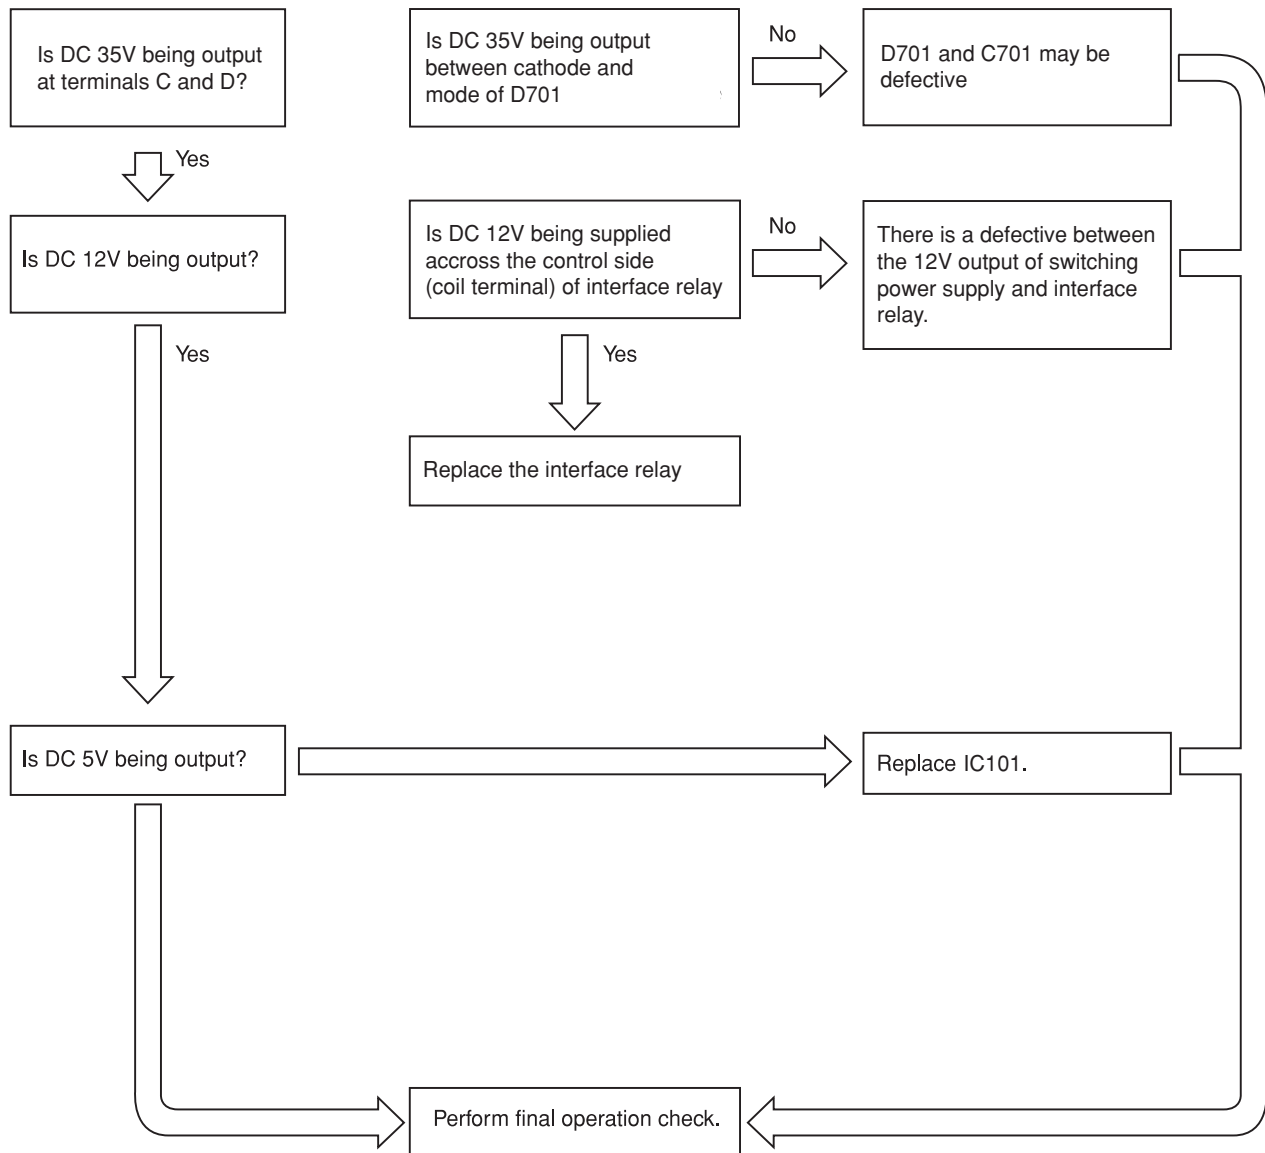 Is DC 35V being output
at terminals C and D?
Is DC 35V being output
between cathode and
mode of D701
No
D701 and C701 may be
defective
Yes
Is DC 12V being output?
Is DC 12V being supplied
accross the control side
(coil terminal) of interface relay
No
There is a defective between
the 12V output of switching
power supply and interface
relay.
Yes
Yes
Replace the interface relay
Is DC 5V being output?
Replace IC101.
Perform final operation check.